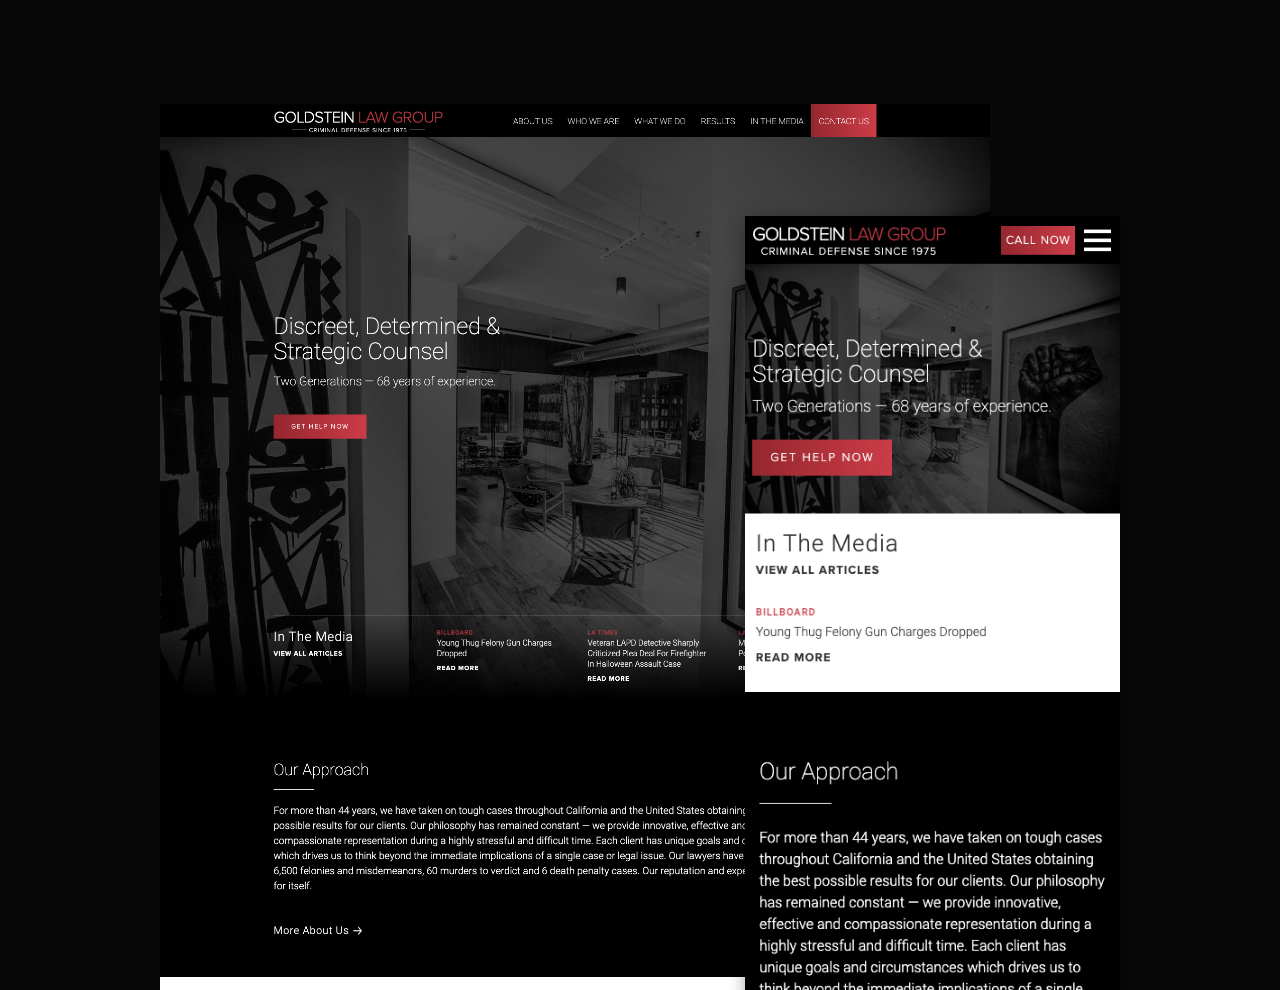 GOLDSTEIN LAW GROUP
CRIMINAL DEFENSE SINCE 1975
ABOUT US WHO WE ARE WHAT WE DO RESULTS IN THE MEDIA CONTACT US
Discreet, Determined &
Strategic Counsel
Two Generations — 68 years of experience.
GET HELP NOW
In The Media
VIEW ALL ARTICLES
BILLBOARD
Young Thug Felony Gun Charges
Dropped
READ MORE
LA TIMES
Veteran LAPD Detective Sharply
Criticized Plea Deal For Firefighter
In Halloween Assault Case
READ MORE
Our Approach
For more than 44 years, we have taken on tough cases throughout California and the United States obtaining
possible results for our clients. Our philosophy has remained constant — we provide innovative, effective and
compassionate representation during a highly stressful and difficult time. Each client has unique goals and
which drives us to think beyond the immediate implications of a single case or legal issue. Our lawyers have
6,500 felonies and misdemeanors, 60 murders to verdict and 6 death penalty cases. Our reputation and
for itself.
More About Us →
GOLDSTEIN LAW GROUP
CRIMINAL DEFENSE SINCE 1975
CALL NOW
Discreet, Determined &
Strategic Counsel
Two Generations — 68 years of experience.
GET HELP NOW
In The Media
VIEW ALL ARTICLES
BILLBOARD
Young Thug Felony Gun Charges Dropped
READ MORE
Our Approach
For more than 44 years, we have taken on tough cases
throughout California and the United States obtaining
the best possible results for our clients. Our philosophy
has remained constant — we provide innovative,
effective and compassionate representation during a
highly stressful and difficult time. Each client has
unique goals and circumstances which drives us to
think beyond the immediate implications of a single